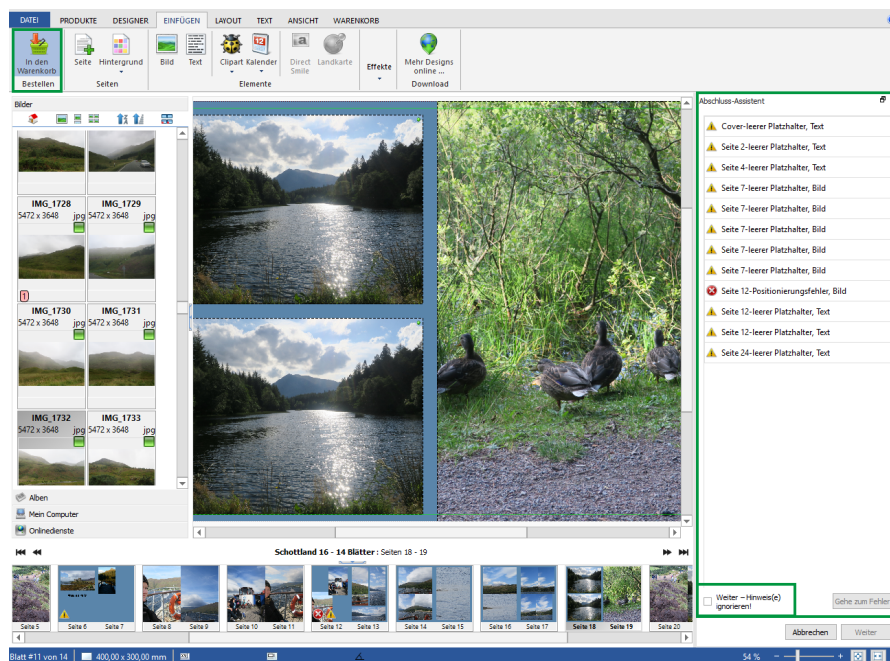 DATEI PRODUKTE DESIGNER EINFÜGEN LAYOUT TEXT ANSICHT WARENKORB
In den Warenkorb
Seite
Hintergrund
Bild
Text
Clipart
Kalender
Direct Smile
Landkarte
Effekte
Mehr Designs online ...
Bestellen
Seiten
Elemente
Download
Bilder
IMG_1728 IMG_1729
5472 x 3648 jpg 5472 x 3648 jpg
1
IMG_1730 IMG_1731
5472 x 3648 jpg 5472 x 3648 jpg
IMG_1732 IMG_1733
5472 x 3648 jpg 5472 x 3648 jpg
Alben
Mein Computer
Onlinedienste
Abschluss-Assistent
Cover-leerer Platzhalter, Text
Seite 2-leerer Platzhalter, Text
Seite 4-leerer Platzhalter, Text
Seite 7-leerer Platzhalter, Bild
Seite 7-leerer Platzhalter, Bild
Seite 7-leerer Platzhalter, Bild
Seite 7-leerer Platzhalter, Bild
Seite 7-leerer Platzhalter, Bild
Seite 12-Positionierungsfehler, Bild
Seite 12-leerer Platzhalter, Text
Seite 12-leerer Platzhalter, Text
Seite 24-leerer Platzhalter, Text
Schottland 16 - 14 Blätter : Seiten 18 - 19
Seite 5 Seite 6 Seite 7 Seite 8 Seite 9 Seite 10 Seite 11 Seite 12 Seite 13 Seite 14 Seite 15 Seite 16 Seite 17 Seite 18 Seite 19 Seite 20
Weiter – Hinweis(e)
ignorieren!
Gehe zum Fehler
Abbrechen Weiter
Blatt #11 von 14 400,00 x 300,00 mm 54 %